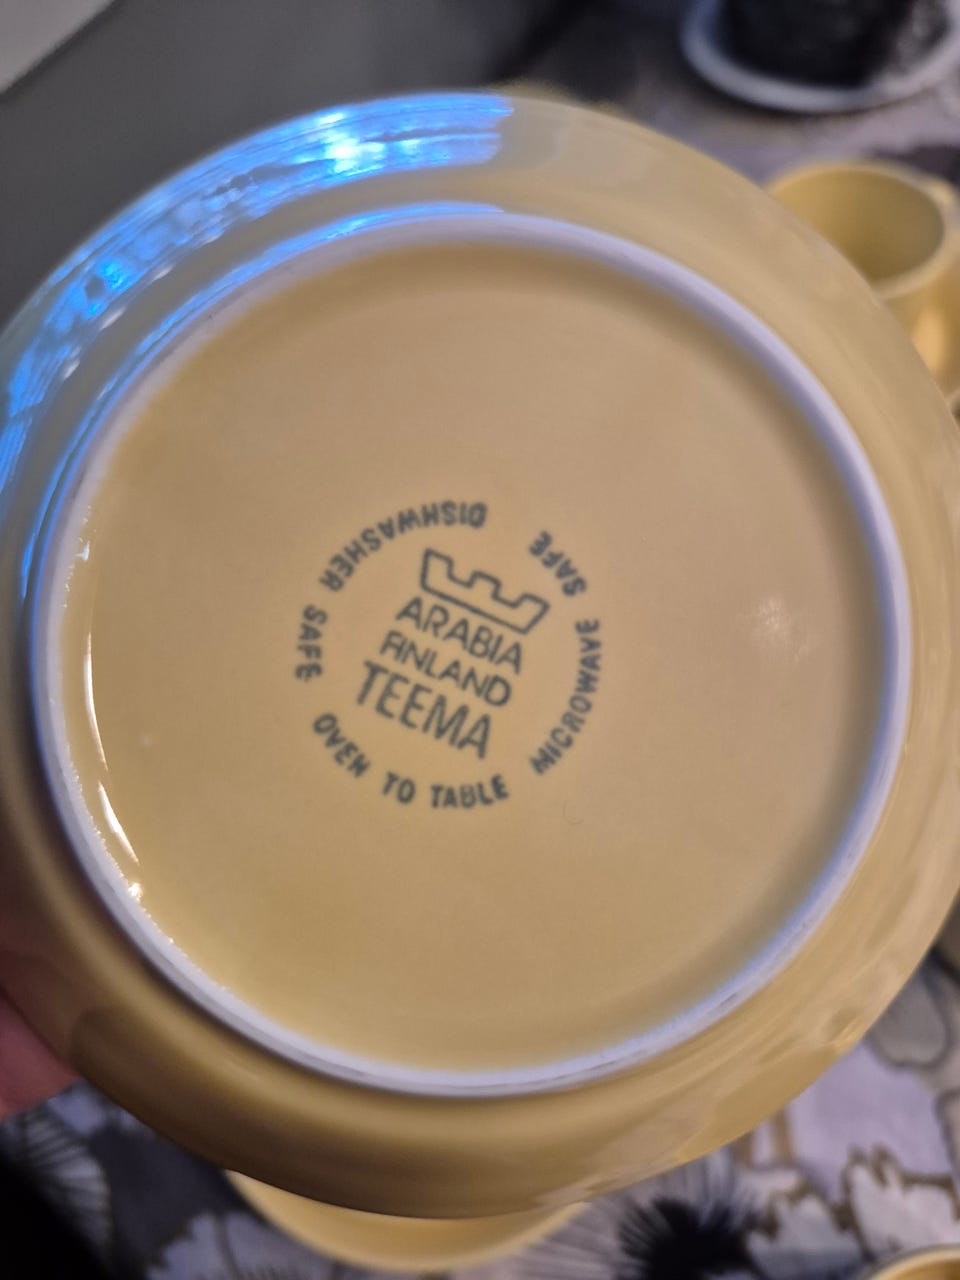 ARABIA
FINLAND
TEEMA
OVEN TO TABLE
MICROWAVE SAFE
DISHWASHER SAFE